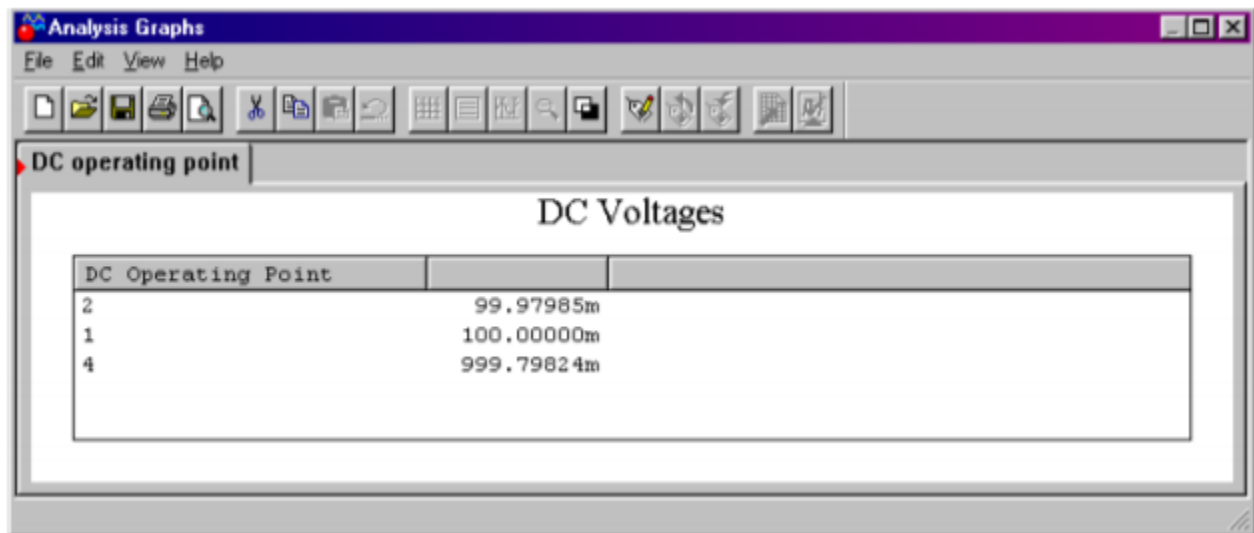 Analysis Graphs
File Edit View Help
DC operating point
DC Voltages
DC Operating Point
2 99.97985m
1 100.00000m
4 999.79824m